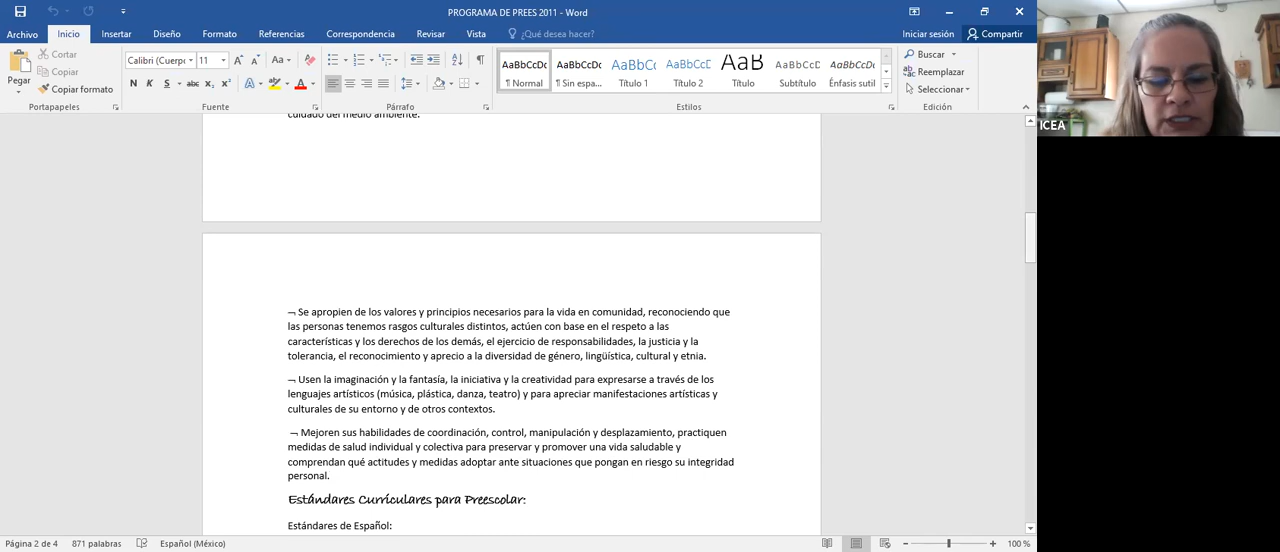 PROGRAMA DE PREES 2011 - Word
Archivo Inicio Insertar Diseño Formato Referencias Correspondencia Revisar Vista ¿Qué desea hacer? Iniciar sesión Compartir
Pegar
Cortar
Copiar
Copiar formato
Portapapeles
Calibri (Cuerpo 11
N K S abc x₂ x²
Fuente
Párrafo
AaBbCcDc AaBbCcDc AaBbCc AaBbCcD AaB AaBbCcD AaBbCcDc
¶ Normal ¶ Sin espa... Título 1 Título 2 Título Subtítulo Énfasis sutil
Estilos
Buscar
Reemplazar
Seleccionar
Edición
ICEA
cuidado del medio ambiente.
¬ Se apropien de los valores y principios necesarios para la vida en comunidad, reconociendo que
las personas tenemos rasgos culturales distintos, actúen con base en el respeto a las
características y los derechos de los demás, el ejercicio de responsabilidades, la justicia y la
tolerancia, el reconocimiento y aprecio a la diversidad de género, lingüística, cultural y etnia.
¬ Usen la imaginación y la fantasía, la iniciativa y la creatividad para expresarse a través de los
lenguajes artísticos (música, plástica, danza, teatro) y para apreciar manifestaciones artísticas y
culturales de su entorno y de otros contextos.
¬ Mejoren sus habilidades de coordinación, control, manipulación y desplazamiento, practiquen
medidas de salud individual y colectiva para preservar y promover una vida saludable y
comprendan qué actitudes y medidas adoptar ante situaciones que pongan en riesgo su integridad
personal.
Estándares Curriculares para Preescolar:
Estándares de Español:
Página 2 de 4 871 palabras Español (México) 100 %